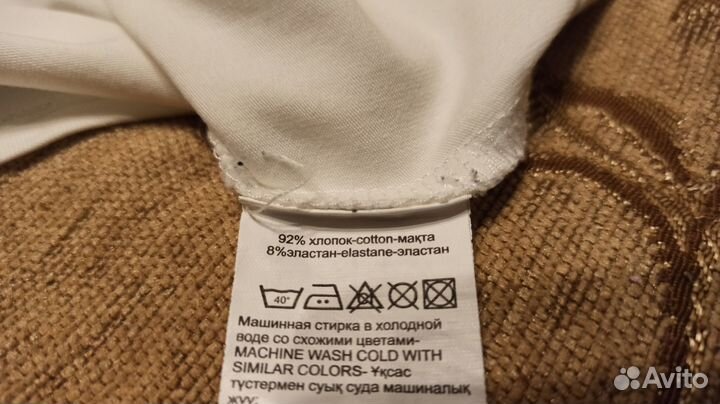 92% хлопок-cotton-мақта
8%эластан-elastane-эластан
40°
Машинная стирка в холодной
воде со схожими цветами-
MACHINE WASH COLD WITH
SIMILAR COLORS- Ұқсас
түстермен суық суда машиналық
жуу:
Avito